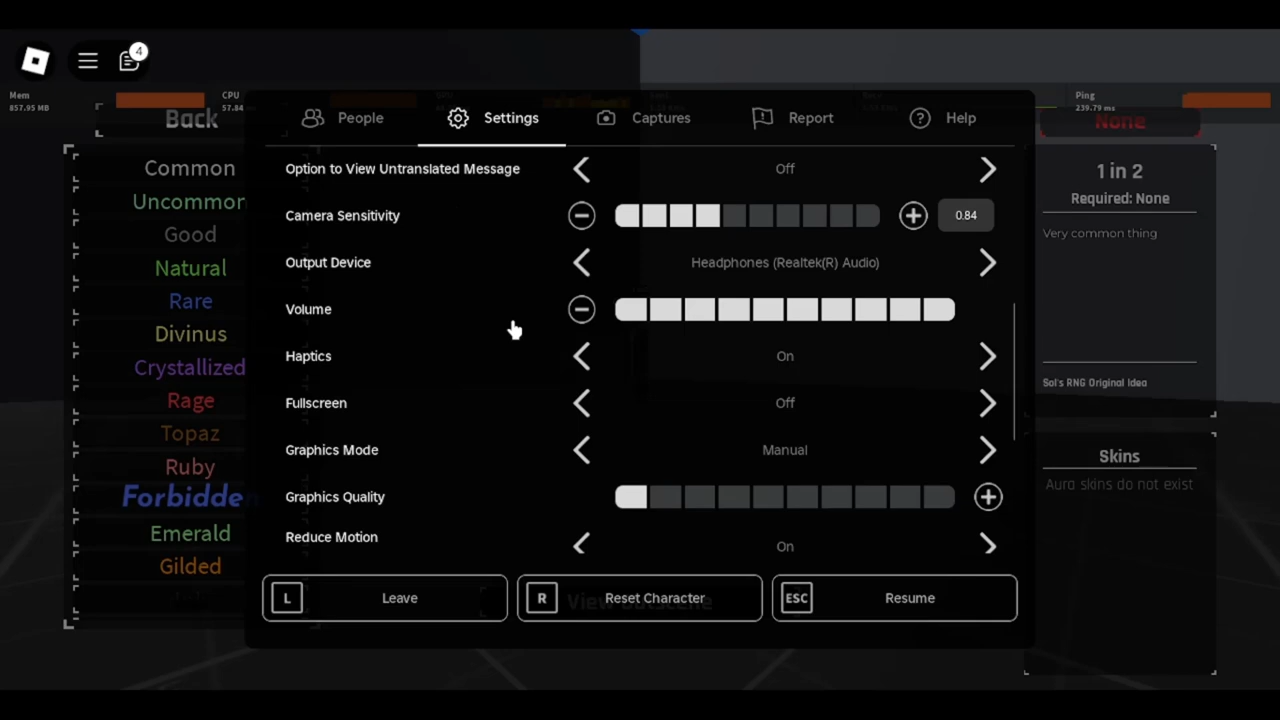 4
Mem
857.95 MB
CPU
57.84
Ping
239.79 ms
People
Settings
Captures
Report
Help
Back
Common
Uncommon
Good
Natural
Rare
Divinus
Crystallized
Rage
Topaz
Ruby
Forbidden
Emerald
Gilded
Option to View Untranslated Message
Off
Camera Sensitivity
0.84
Output Device
Headphones (Realtek(R) Audio)
Volume
Haptics
On
Fullscreen
Off
Graphics Mode
Manual
Graphics Quality
Reduce Motion
On
L
Leave
R
Reset Character
ESC
Resume
None
1 in 2
Required: None
Very common thing
Sol's RNG Original Idea
Skins
Aura skins do not exist